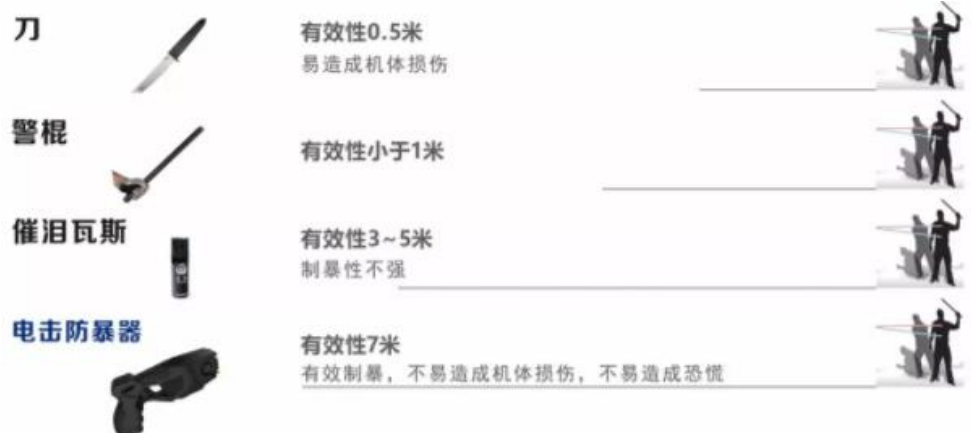 刀
有效性0.5米
易造成机体损伤
警棍
有效性小于1米
催泪瓦斯
有效性3~5米
制暴性不强
电击防暴器
有效性7米
有效制暴，不易造成机体损伤，不易造成恐慌